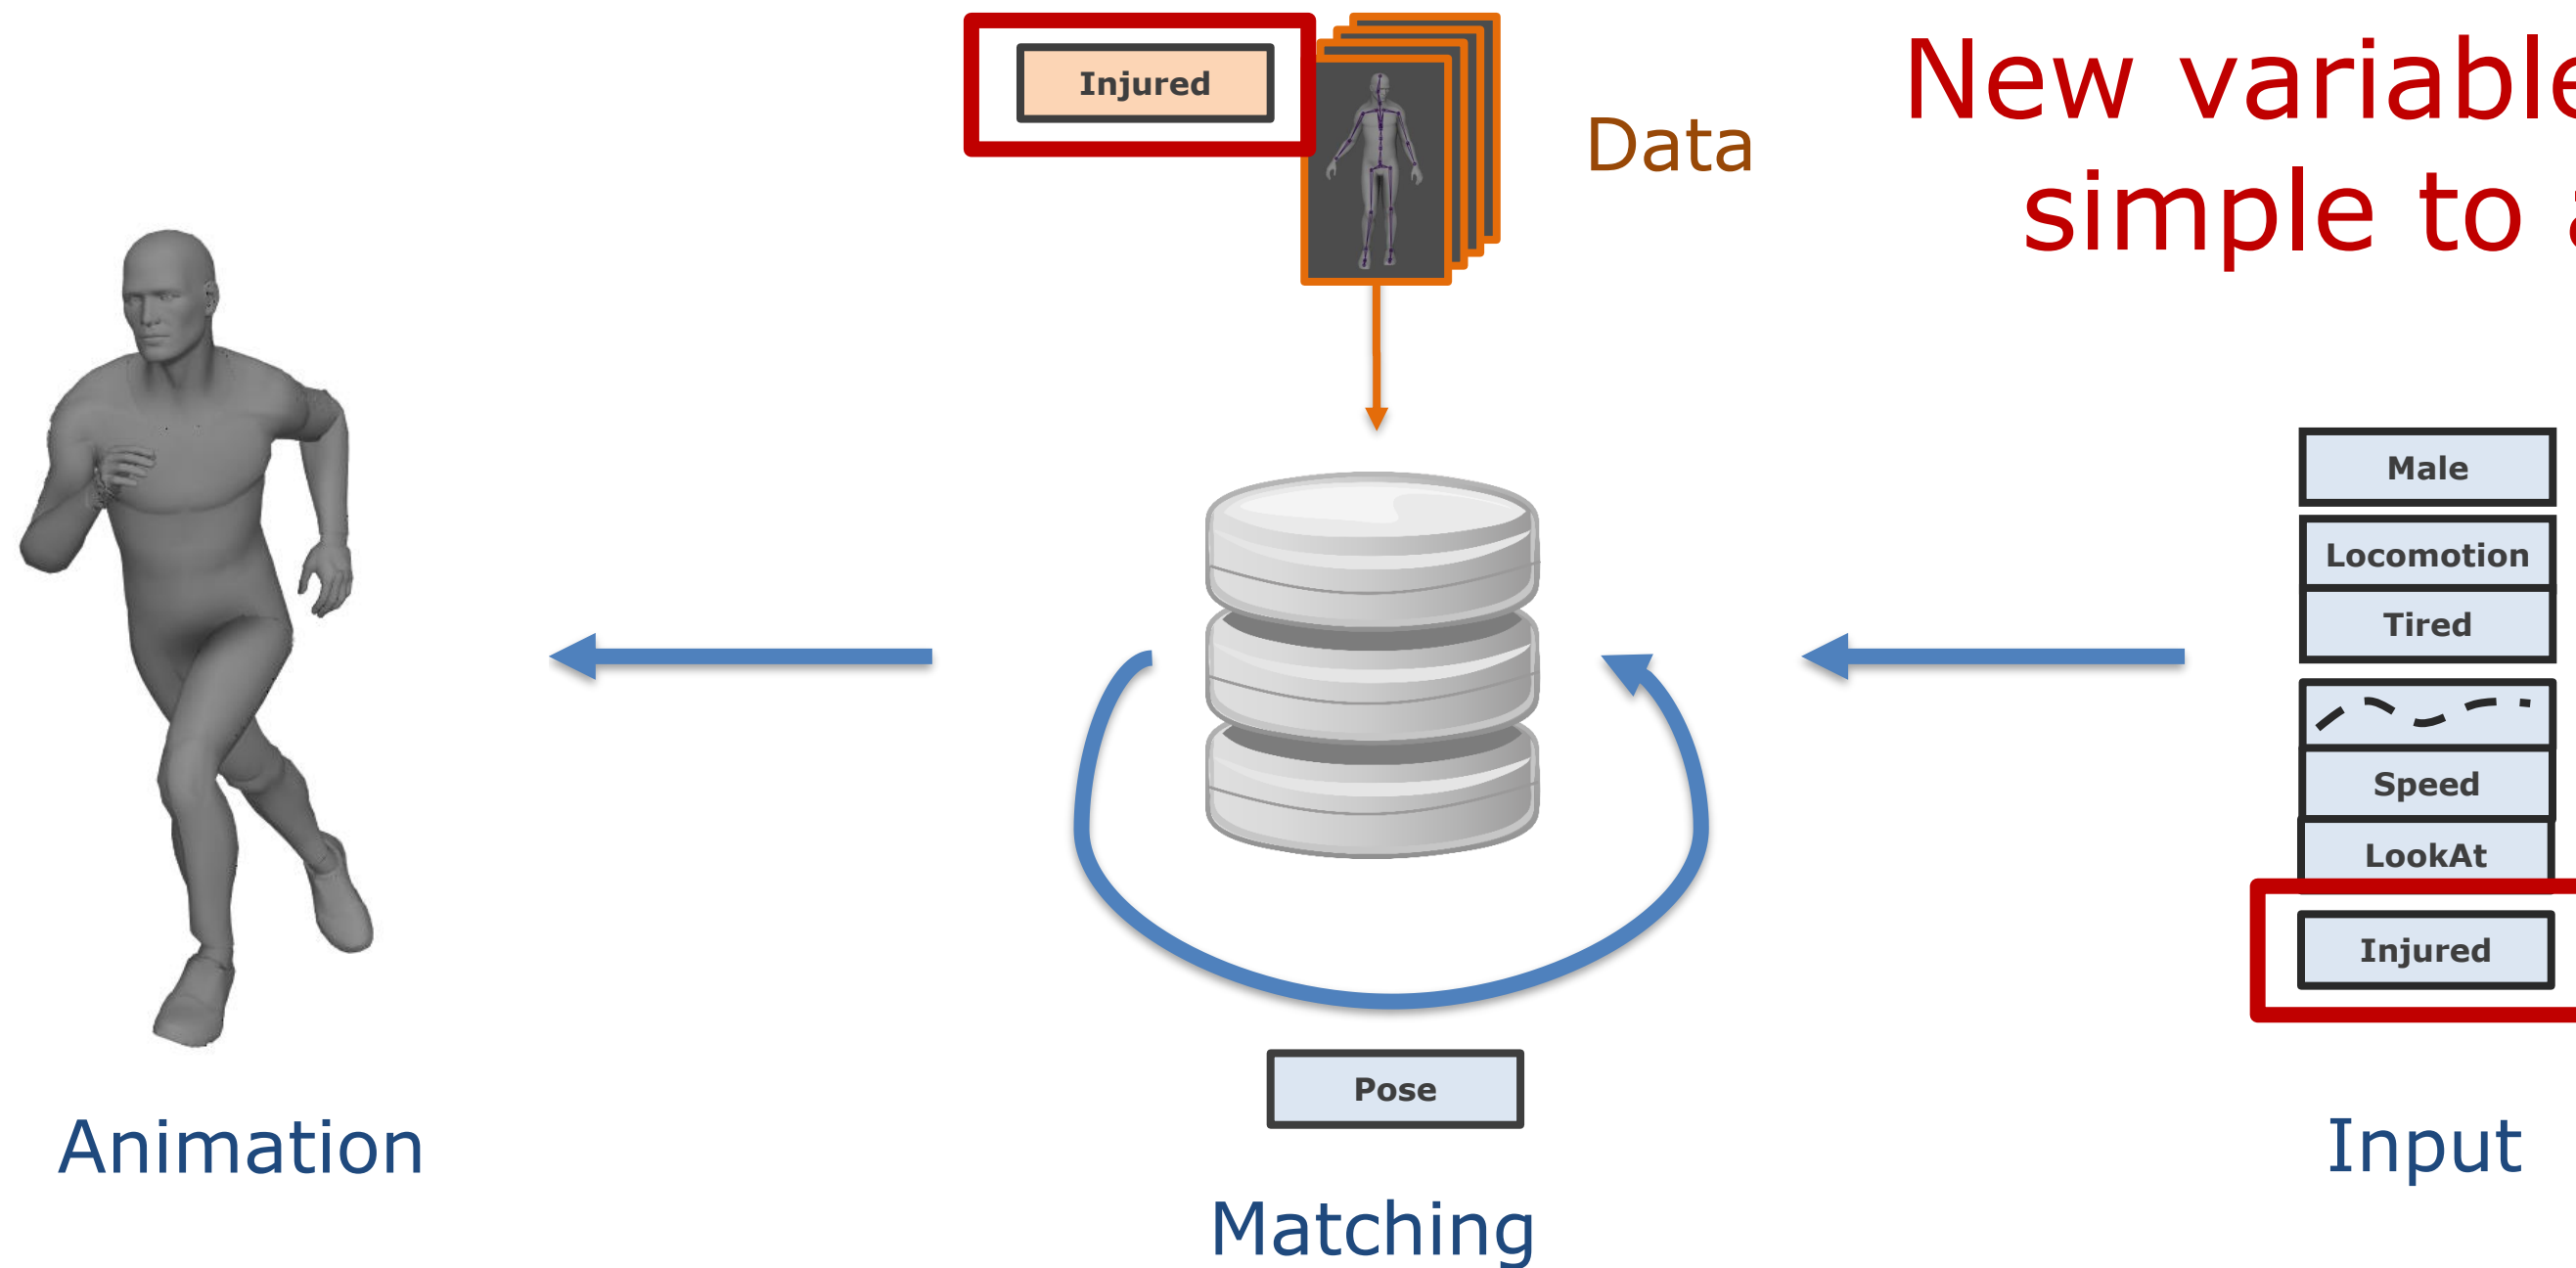 Injured
Data
New variable
simple to
Male
Locomotion
Tired
Speed
LookAt
Injured
Pose
Animation
Input
Matching